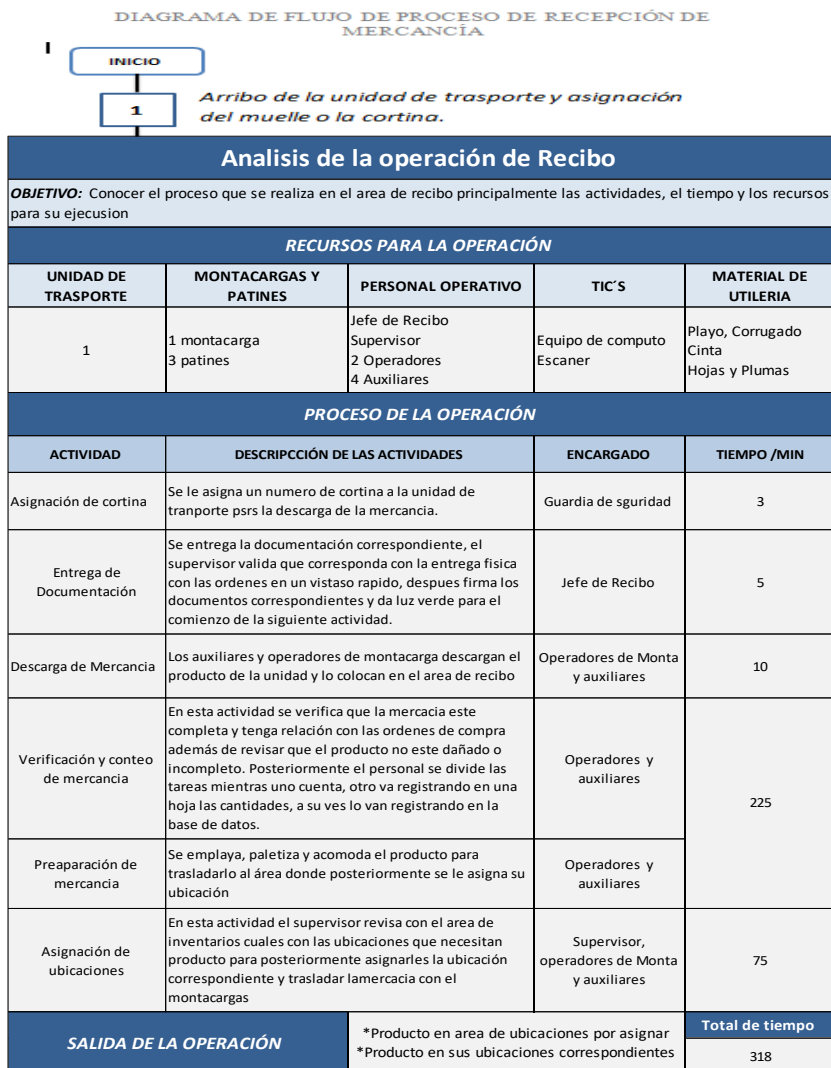 DIAGRAMA DE FLUJO DE PROCESO DE RECEPCIÓN DE
MERCANCÍA
INICIO
1
Arribo de la unidad de trasporte y asignación
del muelle o la cortina.
Analisis de la operación de Recibo
OBJETIVO: Conocer el proceso que se realiza en el area de recibo principalmente las actividades, el tiempo y los recursos
para su ejecusion
RECURSOS PARA LA OPERACIÓN
UNIDAD DE
TRASPORTE
MONTACARGAS Y
PATINES
PERSONAL OPERATIVO
TIC´S
MATERIAL DE
UTILERIA
1
1 montacarga
3 patines
Jefe de Recibo
Supervisor
2 Operadores
4 Auxiliares
Equipo de computo
Escaner
Playo, Corrugado
Cinta
Hojas y Plumas
PROCESO DE LA OPERACIÓN
ACTIVIDAD
DESCRIPCCIÓN DE LAS ACTIVIDADES
ENCARGADO
TIEMPO /MIN
Asignación de cortina
Se le asigna un numero de cortina a la unidad de
tranporte psrs la descarga de la mercancia.
Guardia de sguridad
3
Entrega de
Documentación
Se entrega la documentación correspondiente, el
supervisor valida que corresponda con la entrega fisica
con las ordenes en un vistaso rapido, despues firma los
documentos correspondientes y da luz verde para el
comienzo de la siguiente actividad.
Jefe de Recibo
5
Descarga de Mercancia
Los auxiliares y operadores de montacarga descargan el
producto de la unidad y lo colocan en el area de recibo
Operadores de Monta
y auxiliares
10
Verificación y conteo
de mercancia
En esta actividad se verifica que la mercacia este
completa y tenga relación con las ordenes de compra
además de revisar que el producto no este dañado o
incompleto. Posteriormente el personal se divide las
tareas mientras uno cuenta, otro va registrando en una
hoja las cantidades, a su ves lo van registrando en la
base de datos.
Operadores y
auxiliares
225
Preaparación de
mercancia
Se emplaya, paletiza y acomoda el producto para
trasladarlo al área donde posteriormente se le asigna su
ubicación
Operadores y
auxiliares
Asignación de
ubicaciones
En esta actividad el supervisor revisa con el area de
inventarios cuales con las ubicaciones que necesitan
producto para posteriormente asignarles la ubicación
correspondiente y trasladar lamercacia con el
montacargas
Supervisor,
operadores de Monta
y auxiliares
75
SALIDA DE LA OPERACIÓN
*Producto en area de ubicaciones por asignar
*Producto en sus ubicaciones correspondientes
Total de tiempo
318